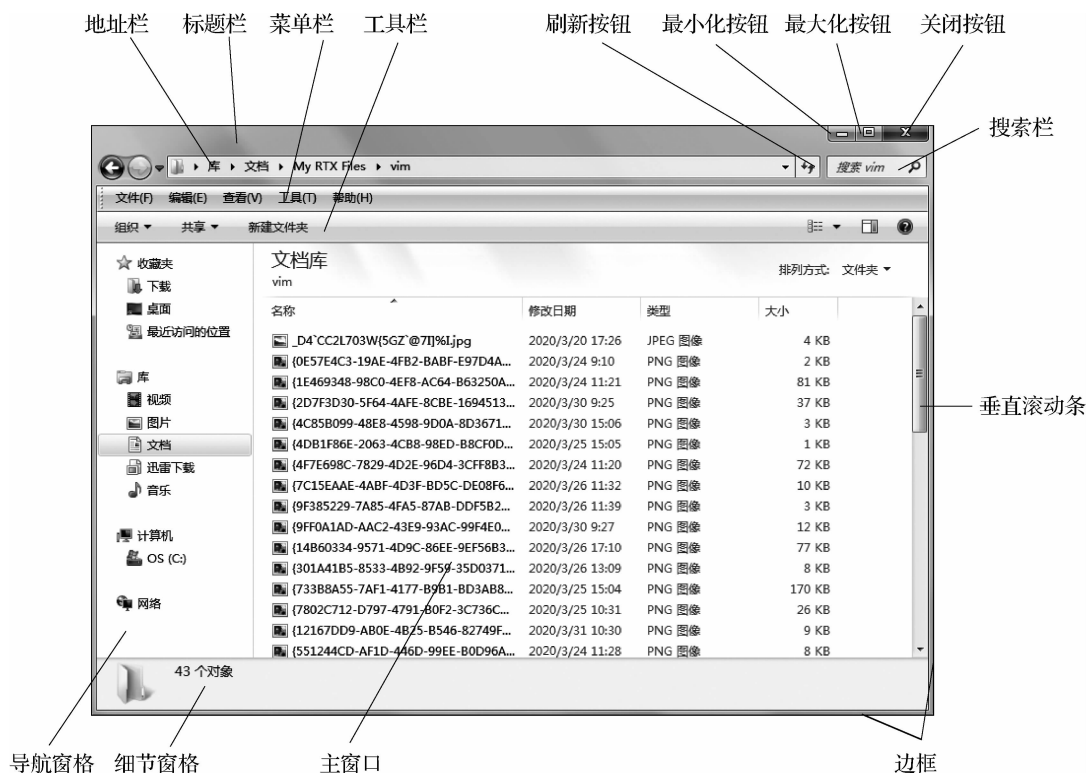 地址栏 标题栏 菜单栏 工具栏 刷新按钮 最小化按钮 最大化按钮 关闭按钮
搜索栏
库 文档 My RTX Files vim 搜索 vim
文件(F) 编辑(E) 查看(V) 工具(T) 帮助(H)
组织 共享 新建文件夹
收藏夹
下载
桌面
最近访问的位置
库
视频
图片
文档
迅雷下载
音乐
计算机
OS (C:)
网络
文档库
vim
排列方式: 文件夹
名称 修改日期 类型 大小
_D4`CC2L703W{5GZ`@7IJ%I.jpg 2020/3/20 17:26 JPEG 图像 4 KB
{0E57E4C3-19AE-4FB2-BABF-E97D4A... 2020/3/24 9:10 PNG 图像 2 KB
{1E469348-98C0-4EF8-AC64-B63250A... 2020/3/24 11:21 PNG 图像 81 KB
{2D7F3D30-5F64-4AFE-8CBE-1694513... 2020/3/30 9:25 PNG 图像 37 KB
{4C85B099-48E8-4598-9D0A-8D3671... 2020/3/30 15:06 PNG 图像 3 KB
{4DB1F86E-2063-4CB8-98ED-B8CF0D... 2020/3/25 15:05 PNG 图像 1 KB
{4F7E698C-7829-4D2E-96D4-3CFF8B3... 2020/3/24 11:20 PNG 图像 72 KB
{7C15EAAE-4ABF-4D3F-BD5C-DE08F6... 2020/3/26 11:32 PNG 图像 10 KB
{9F385229-7A85-4FA5-87AB-DDF5B2... 2020/3/26 11:39 PNG 图像 3 KB
{9FF0A1AD-AAC2-43E9-93AC-99F4E0... 2020/3/30 9:27 PNG 图像 12 KB
{14B60334-9571-4D9C-86EE-9EF56B3... 2020/3/26 17:10 PNG 图像 77 KB
{301A41B5-8533-4B92-9F59-35D0371... 2020/3/26 13:09 PNG 图像 8 KB
{733B8A55-7AF1-4177-B9B1-BD3AB8... 2020/3/25 15:04 PNG 图像 170 KB
{7802C712-D797-4791-B0F2-3C736C... 2020/3/25 10:31 PNG 图像 26 KB
{12167DD9-AB0E-4B25-B546-82749F... 2020/3/31 10:30 PNG 图像 9 KB
{551244CD-AF1D-446D-99EE-B0D96A... 2020/3/24 11:28 PNG 图像 8 KB
垂直滚动条
43 个对象
导航窗格 细节窗格 主窗口 边框